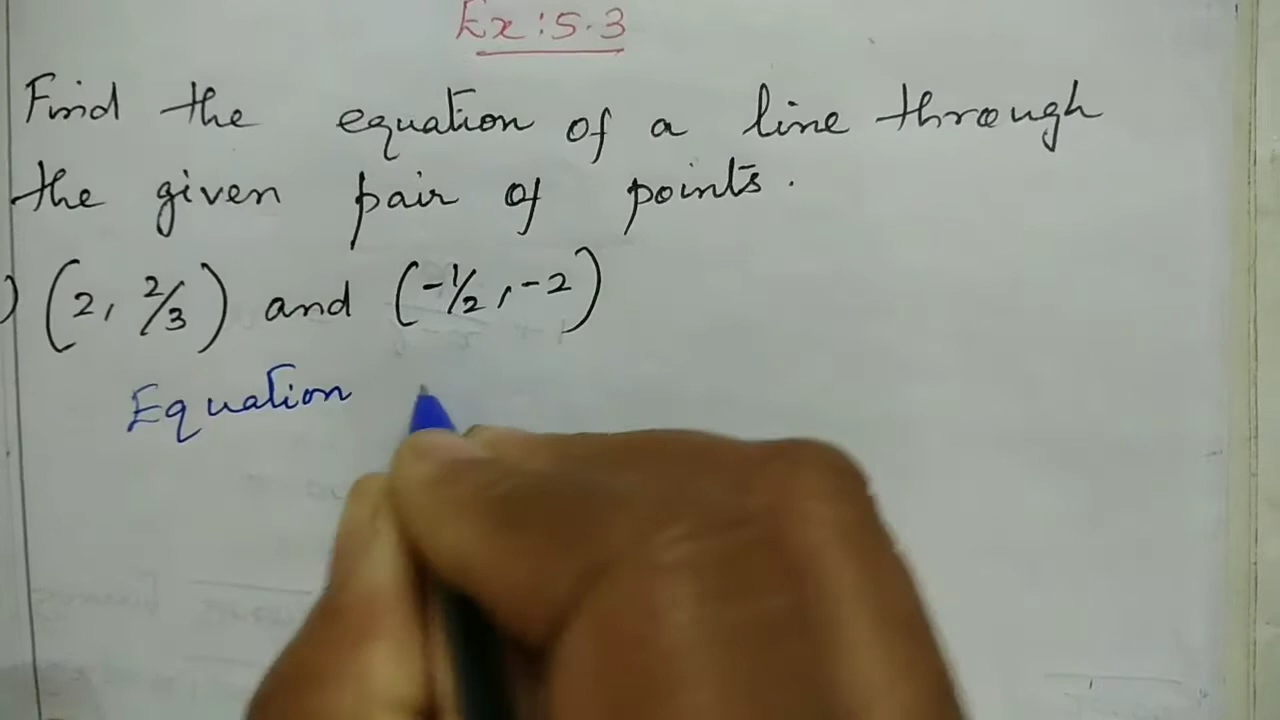 Ex : 5.3
Find the equation of a line through
the given pair of points.
) (2, 2/3) and (-1/2, -2)
Equation